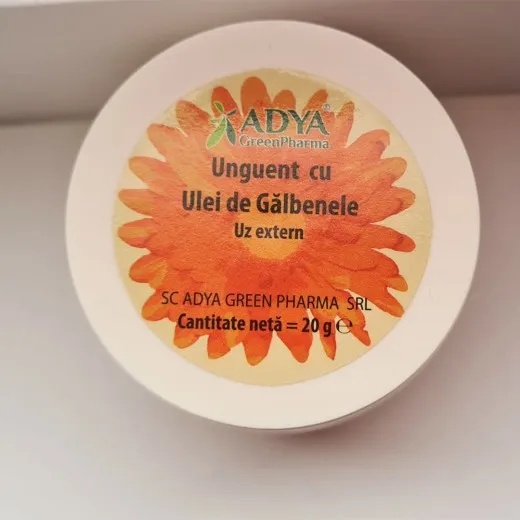 ADYA®
GreenPharma
Unguent cu
Ulei de Gălbenele
Uz extern
SC ADYA GREEN PHARMA SRL
Cantitate netă = 20 g ℮